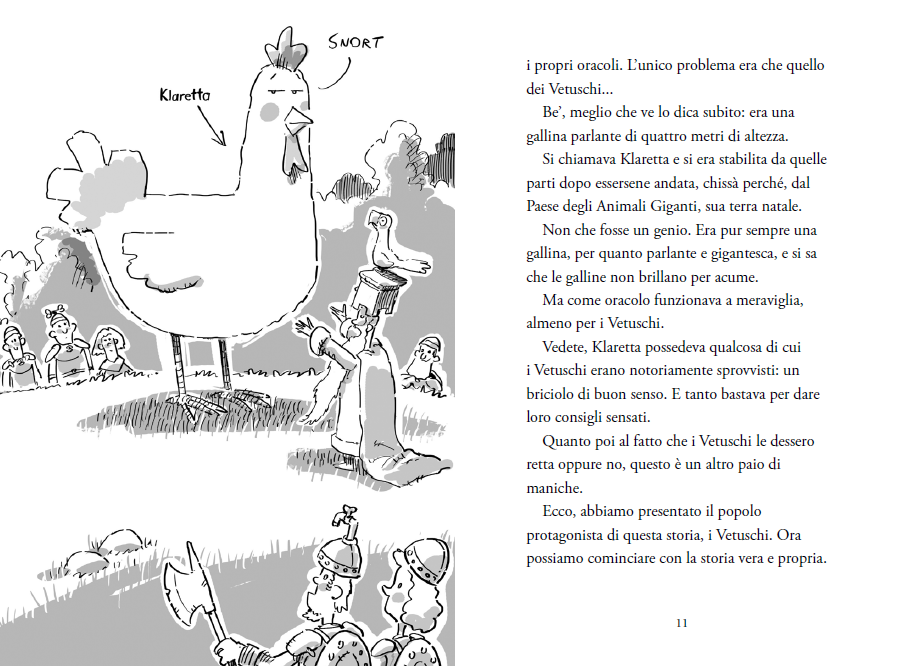 SNORT
Klaretta
i propri oracoli. L’unico problema era che quello
dei Vetuschi...
Be’, meglio che ve lo dica subito: era una
gallina parlante di quattro metri di altezza.
Si chiamava Klaretta e si era stabilita da quelle
parti dopo essersene andata, chissà perché, dal
Paese degli Animali Giganti, sua terra natale.
Non che fosse un genio. Era pur sempre una
gallina, per quanto parlante e gigantesca, e si sa
che le galline non brillano per acume.
Ma come oracolo funzionava a meraviglia,
almeno per i Vetuschi.
Vedete, Klaretta possedeva qualcosa di cui
i Vetuschi erano notoriamente sprovvisti: un
briciolo di buon senso. E tanto bastava per dare
loro consigli sensati.
Quanto poi al fatto che i Vetuschi le dessero
retta oppure no, questo è un altro paio di
maniche.
Ecco, abbiamo presentato il popolo
protagonista di questa storia, i Vetuschi. Ora
possiamo cominciare con la storia vera e propria.
11